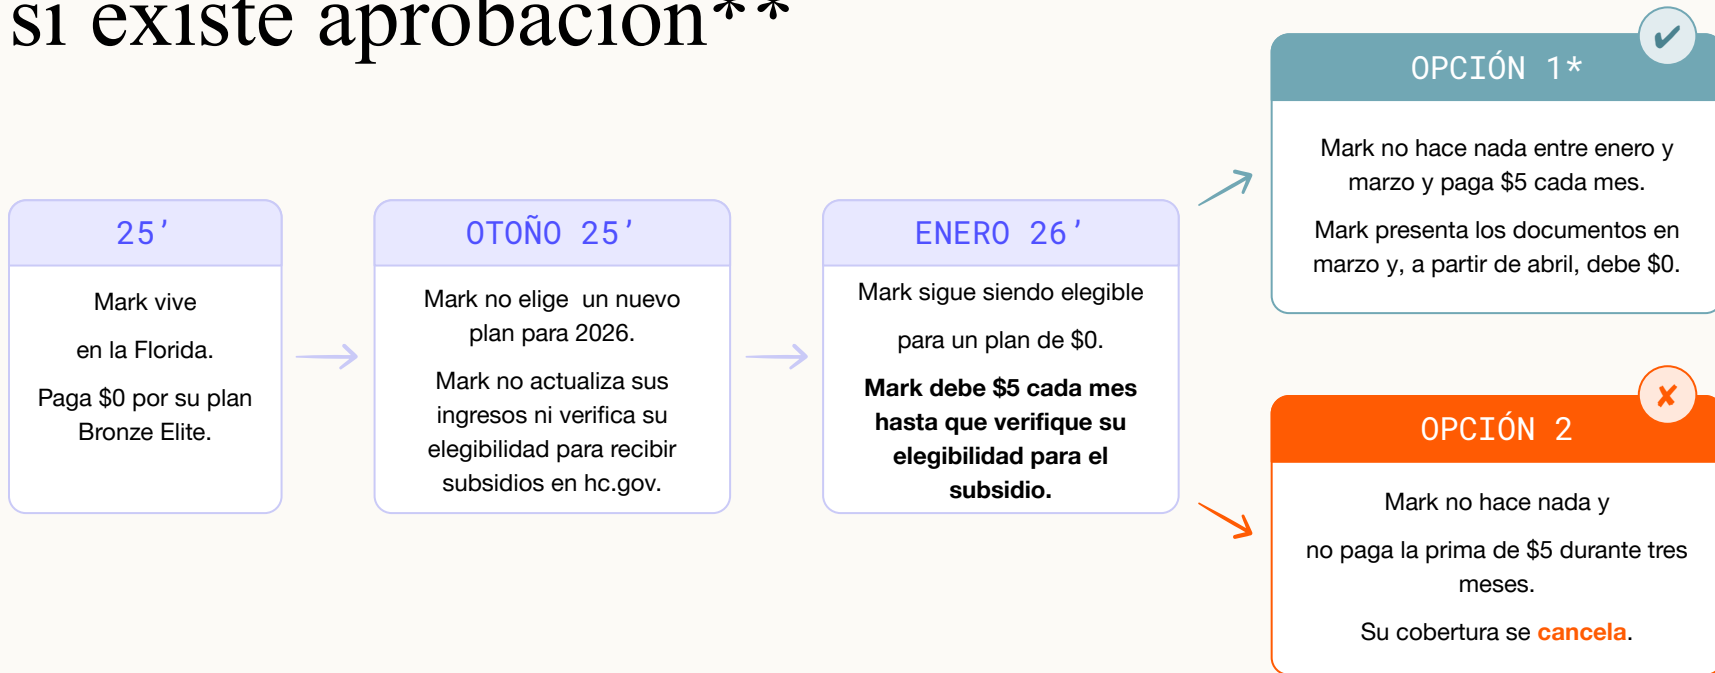 si existe aprobación**
25’
Mark vive
en la Florida.
Paga $0 por su plan
Bronze Elite.
OTOÑO 25’
Mark no elige un nuevo
plan para 2026.
Mark no actualiza sus
ingresos ni verifica su
elegibilidad para recibir
subsidios en hc.gov.
ENERO 26’
Mark sigue siendo elegible
para un plan de $0.
Mark debe $5 cada mes
hasta que verifique su
elegibilidad para el
subsidio.
OPCIÓN 1*
Mark no hace nada entre enero y
marzo y paga $5 cada mes.
Mark presenta los documentos en
marzo y, a partir de abril, debe $0.
OPCIÓN 2
Mark no hace nada y
no paga la prima de $5 durante tres
meses.
Su cobertura se cancela.